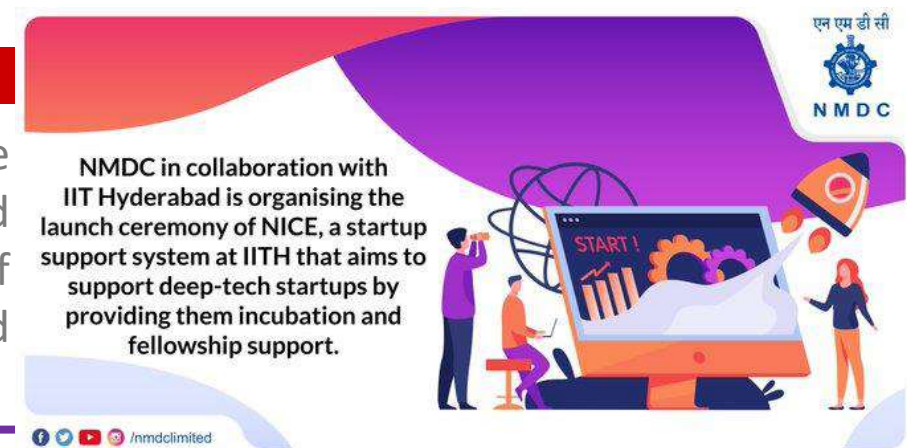 एन एम डी सी
NMDC
e
d
f
d
NMDC in collaboration with
IIT Hyderabad is organising the
launch ceremony of NICE, a startup
support system at IITH that aims to
support deep-tech startups by
providing them incubation and
fellowship support.
START !
/nmdclimited